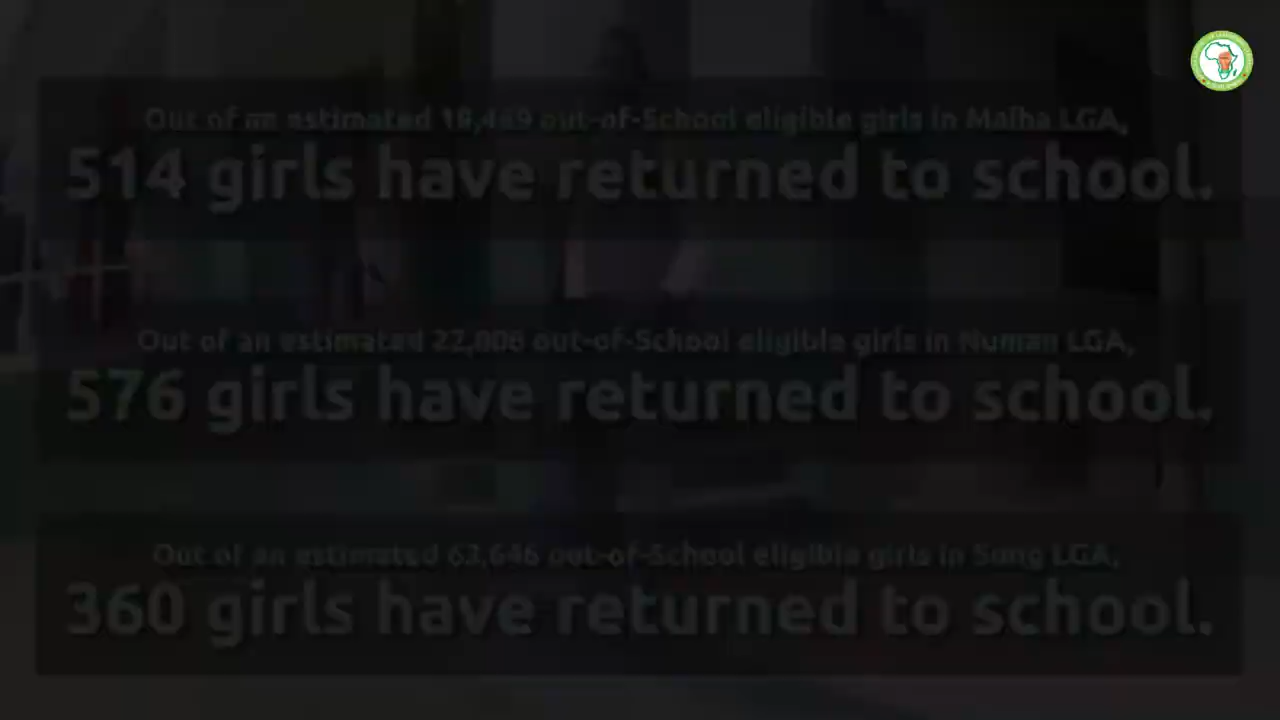 Out of an estimated 18,469 out-of-School eligible girls in Maiha LGA,
514 girls have returned to school.
Out of an estimated 22,006 out-of-School eligible girls in Numan LGA,
576 girls have returned to school.
Out of an estimated 63,646 out-of-School eligible girls in Song LGA,
360 girls have returned to school.